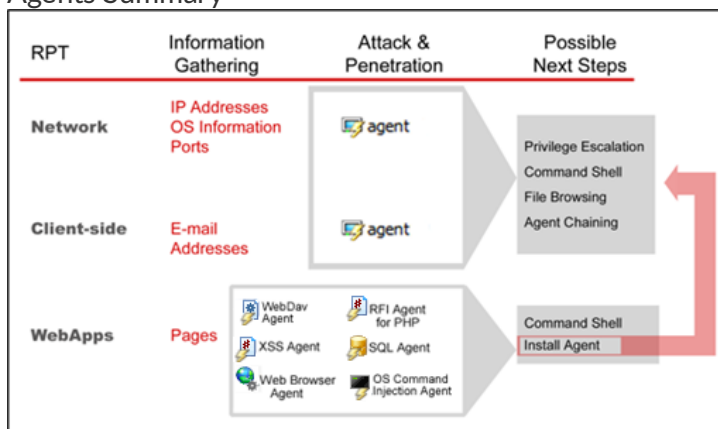 Agents Summary
RPT
Information
Gathering
Attack &
Penetration
Possible
Next Steps
Network
IP Addresses
OS Information
Ports
agent
Privilege Escalation
Command Shell
File Browsing
Agent Chaining
Client-side
E-mail
Addresses
agent
WebApps
Pages
WebDav
Agent
RFI Agent
for PHP
XSS Agent
SQL Agent
Web Browser
Agent
OS Command
Injection Agent
Command Shell
Install Agent